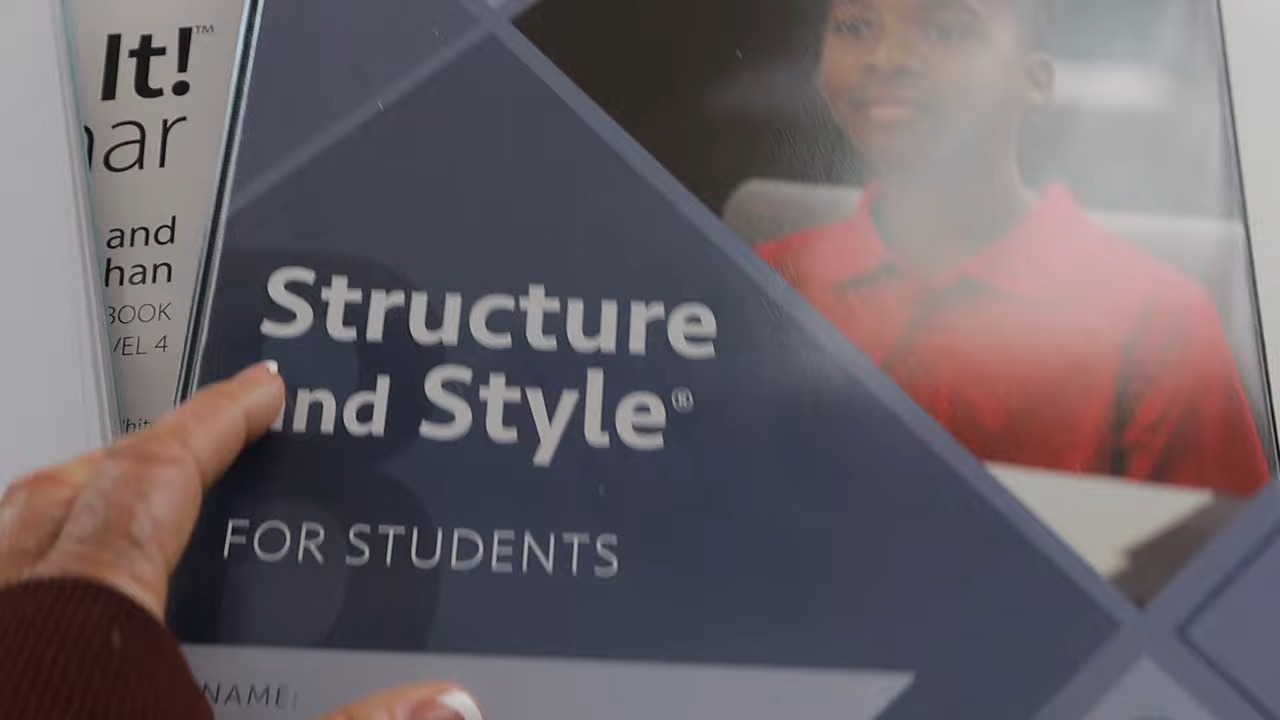 It!™
ar
and
han
BOOK
VEL 4
Structure
and Style®
FOR STUDENTS
NAME: